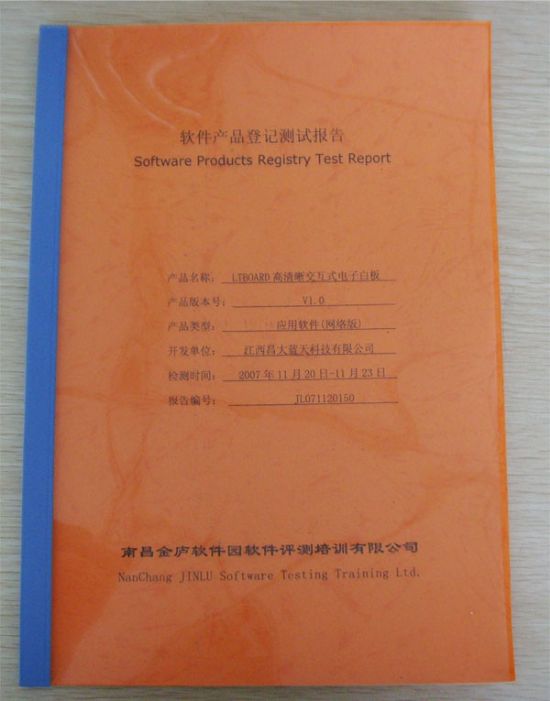 软件产品登记测试报告
Software Products Registry Test Report
产品名称: LTBOARD高清晰交互式电子白板
产品版本号: V1.0
产品类型: 应用软件(网络版)
开发单位: 江西昌大蓝天科技有限公司
检测时间: 2007年11月20日-11月23日
报告编号: JL071120150
南昌金庐软件园软件评测培训有限公司
NanChang JINLU Software Testing Training Ltd.